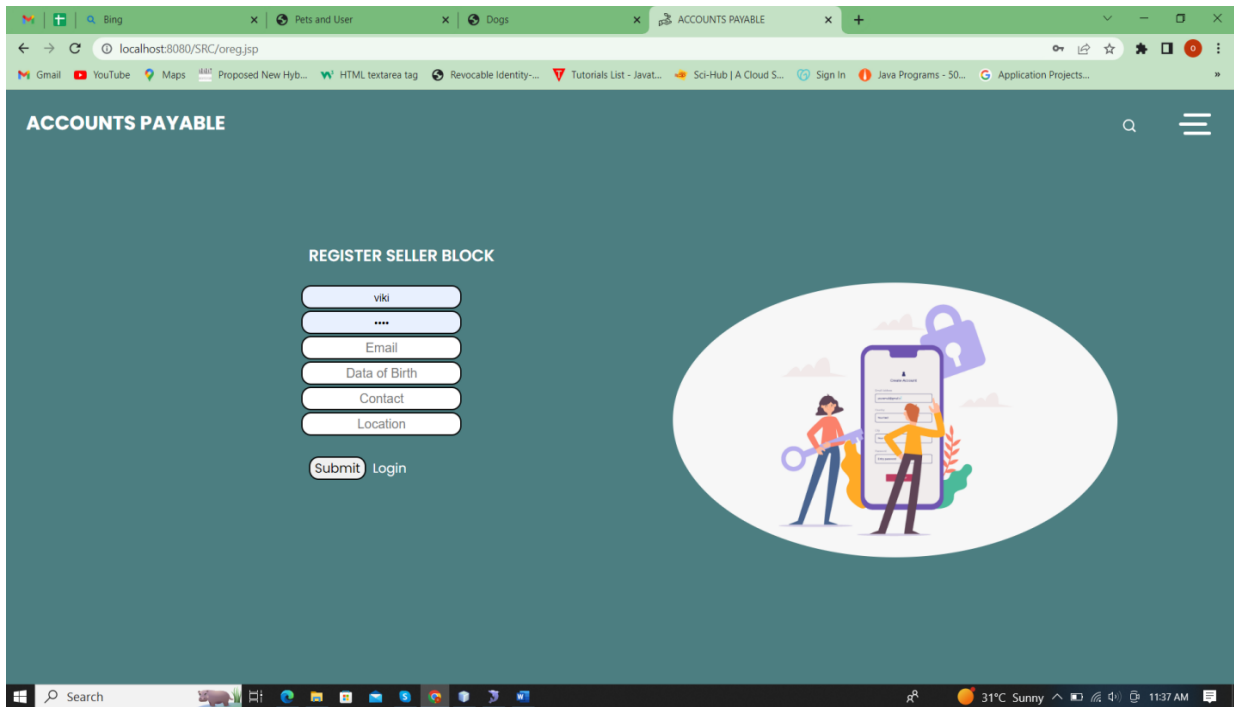 Bing
Pets and User
Dogs
ACCOUNTS PAYABLE
localhost:8080/SRC/oreg.jsp
Gmail YouTube Maps Proposed New Hyb... HTML textarea tag Revocable Identity-... Tutorials List - Javat... Sci-Hub | A Cloud S... Sign In Java Programs - 50... Application Projects... »
ACCOUNTS PAYABLE
REGISTER SELLER BLOCK
viki
••••
Email
Data of Birth
Contact
Location
Submit Login
Create Account
Search
31°C Sunny
11:37 AM